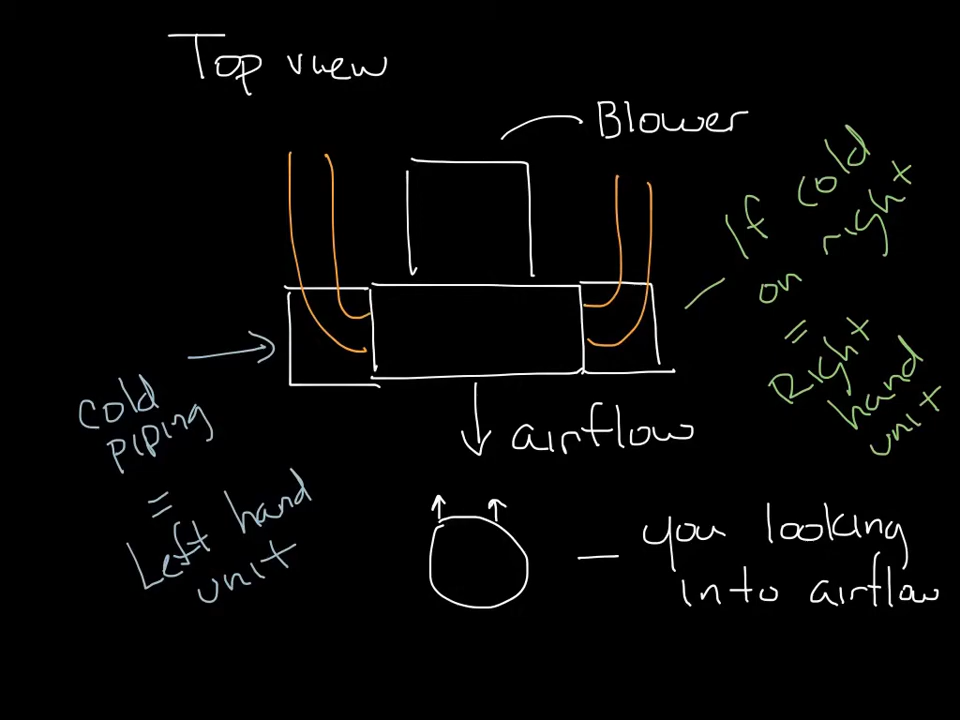 Top view
Blower
If cold
on right
=
Right
hand
unit
cold
piping
=
Left hand
unit
airflow
you looking
into airflow